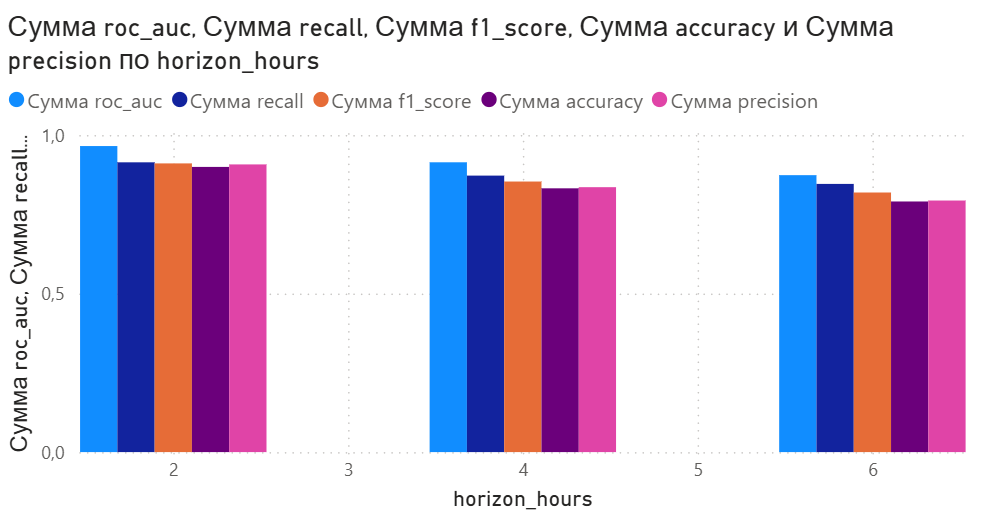 Сумма roc_auc, Сумма recall, Сумма f1_score, Сумма accuracy и Сумма
precision по horizon_hours
Сумма roc_auc Сумма recall Сумма f1_score Сумма accuracy Сумма precision
Сумма roc_auc, Сумма recall...
1,0
0,5
0,0
2 3 4 5 6
horizon_hours